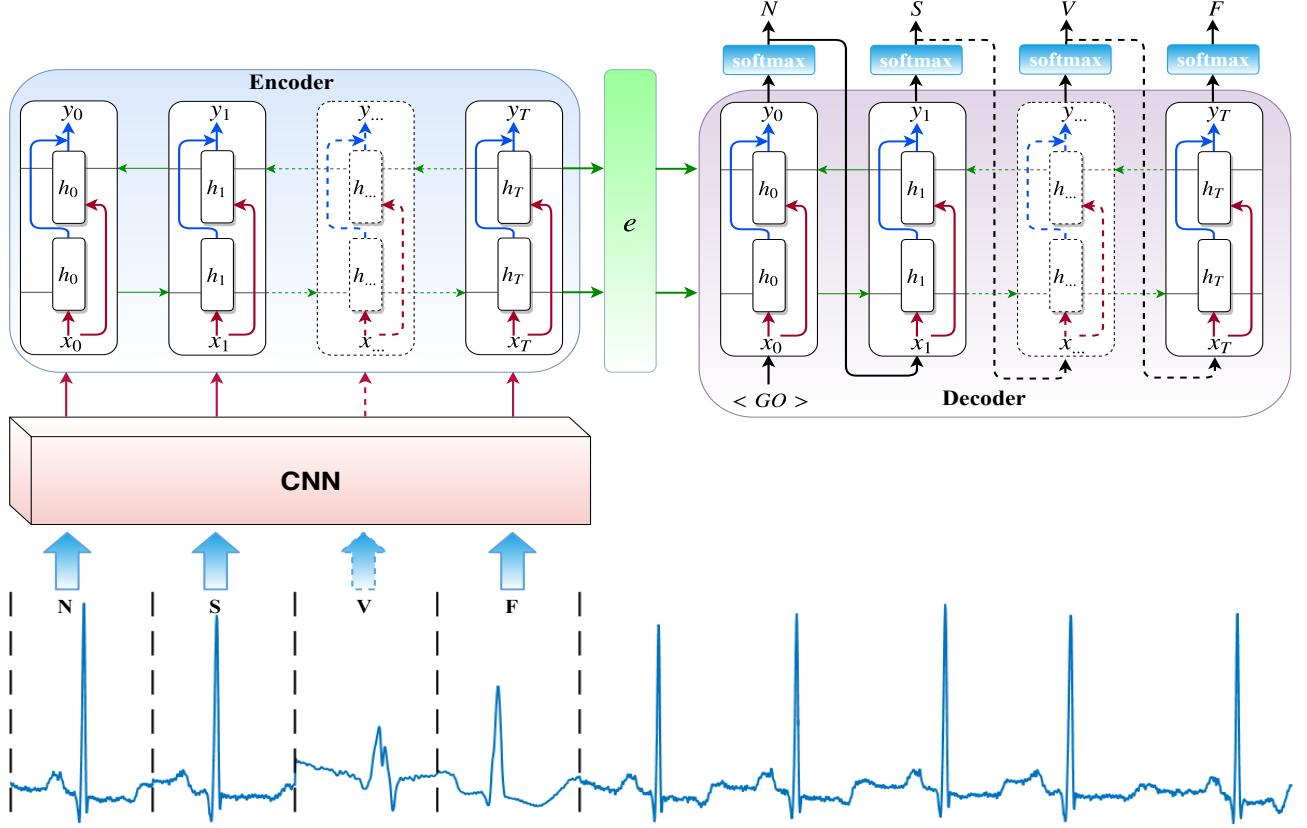 N S V F
softmax softmax softmax softmax
Encoder
y0 y1 y... yT
y0 y1 y... yT
h0 h1 h... hT
h0 h1 h... hT
e
h0 h1 h... hT
h0 h1 h... hT
x0 x1 x... xT
x0 x1 x... xT
< GO >
Decoder
CNN
N S V F